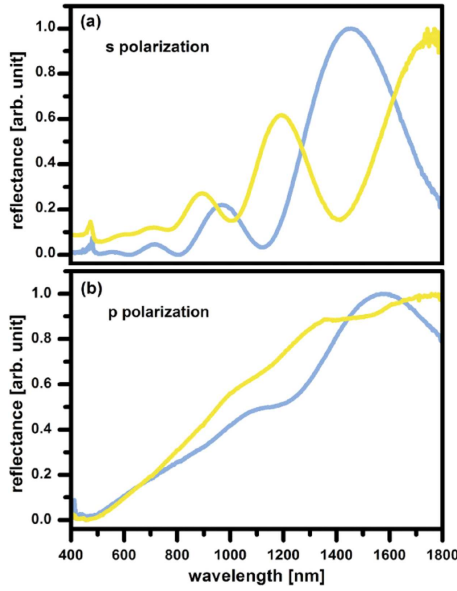 (a)
s polarization
reflectance [arb. unit]
1.0
0.8
0.6
0.4
0.2
0.0
(b)
p polarization
reflectance [arb. unit]
1.0
0.8
0.6
0.4
0.2
0.0
400 600 800 1000 1200 1400 1600 1800
wavelength [nm]